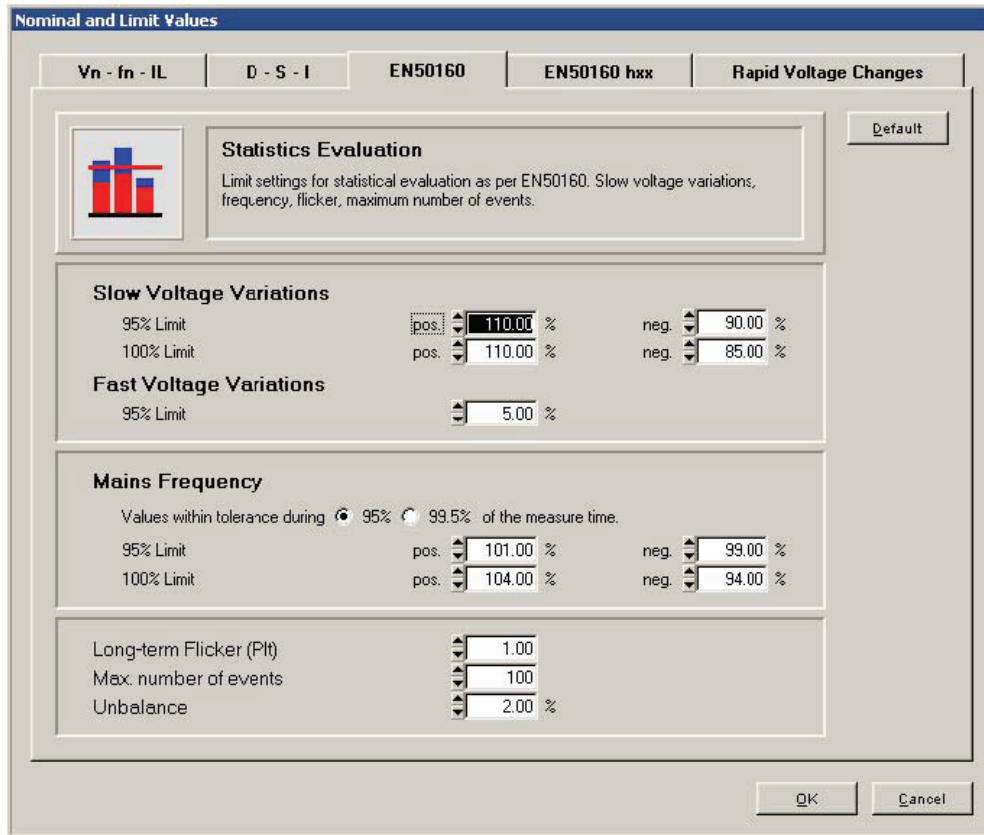 Nominal and Limit Values
Vn - fn - IL D - S - I EN50160 EN50160 hxx Rapid Voltage Changes
Default
Statistics Evaluation
Limit settings for statistical evaluation as per EN50160. Slow voltage variations,
frequency, flicker, maximum number of events.
Slow Voltage Variations
95% Limit pos. 110.00 % neg. 90.00 %
100% Limit pos. 110.00 % neg. 85.00 %
Fast Voltage Variations
95% Limit 5.00 %
Mains Frequency
Values within tolerance during 95% 99.5% of the measure time.
95% Limit pos. 101.00 % neg. 99.00 %
100% Limit pos. 104.00 % neg. 94.00 %
Long-term Flicker (Plt) 1.00
Max. number of events 100
Unbalance 2.00 %
OK Cancel